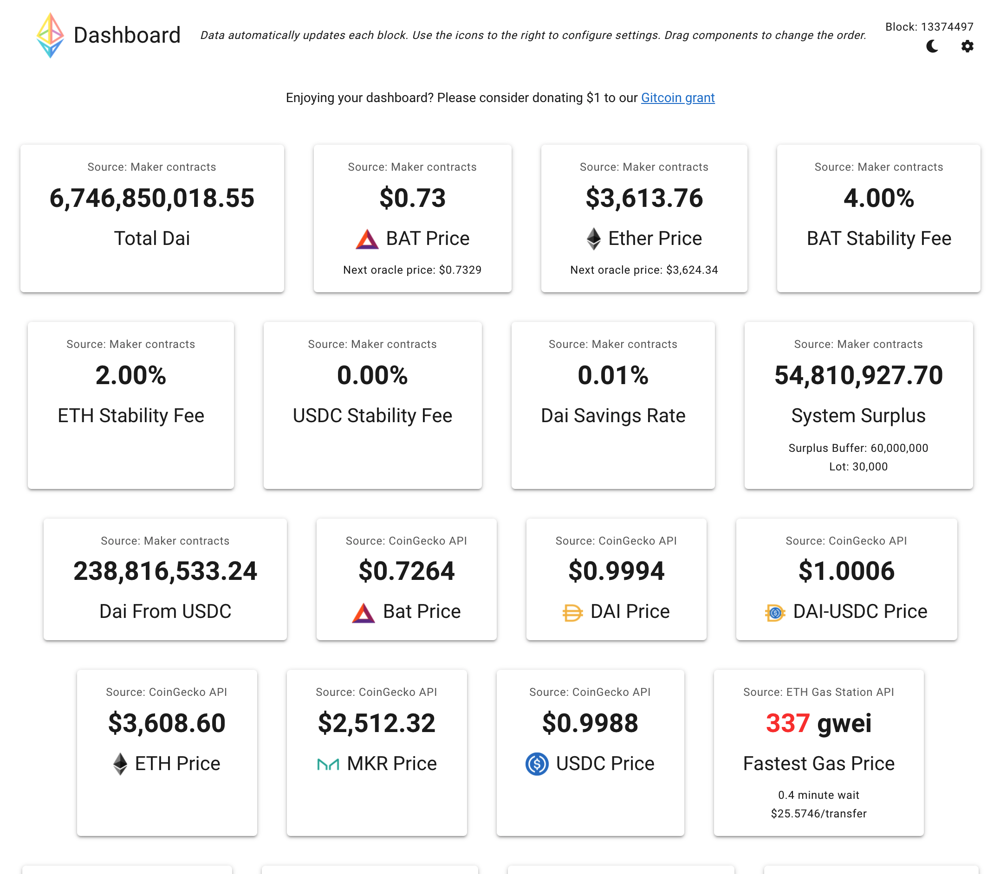 Dashboard
Data automatically updates each block. Use the icons to the right to configure settings. Drag components to change the order.
Block: 13374497
Enjoying your dashboard? Please consider donating $1 to our Gitcoin grant
Source: Maker contracts
6,746,850,018.55
Total Dai
Source: Maker contracts
$0.73
BAT Price
Next oracle price: $0.7329
Source: Maker contracts
$3,613.76
Ether Price
Next oracle price: $3,624.34
Source: Maker contracts
4.00%
BAT Stability Fee
Source: Maker contracts
2.00%
ETH Stability Fee
Source: Maker contracts
0.00%
USDC Stability Fee
Source: Maker contracts
0.01%
Dai Savings Rate
Source: Maker contracts
54,810,927.70
System Surplus
Surplus Buffer: 60,000,000
Lot: 30,000
Source: Maker contracts
238,816,533.24
Dai From USDC
Source: CoinGecko API
$0.7264
Bat Price
Source: CoinGecko API
$0.9994
DAI Price
Source: CoinGecko API
$1.0006
DAI-USDC Price
Source: CoinGecko API
$3,608.60
ETH Price
Source: CoinGecko API
$2,512.32
MKR Price
Source: CoinGecko API
$0.9988
USDC Price
Source: ETH Gas Station API
337 gwei
Fastest Gas Price
0.4 minute wait
$25.5746/transfer